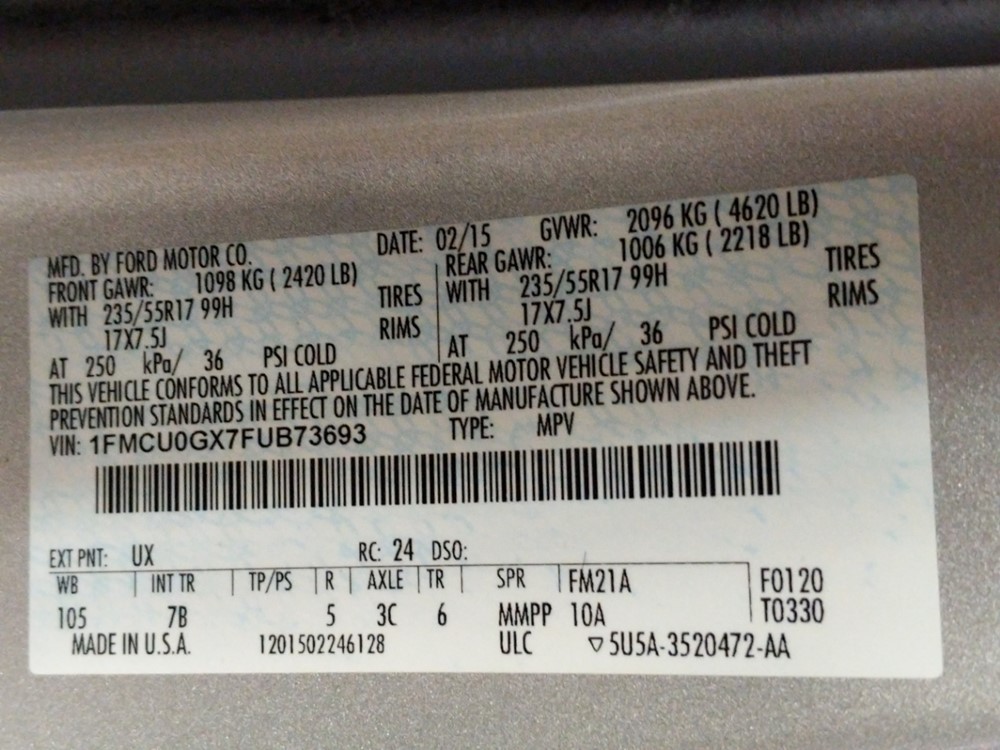 MFD. BY FORD MOTOR CO. DATE: 02/15 GVWR: 2096 KG ( 4620 LB)
FRONT GAWR: 1098 KG ( 2420 LB) REAR GAWR: 1006 KG ( 2218 LB)
WITH 235/55R17 99H TIRES WITH 235/55R17 99H TIRES
17X7.5J RIMS 17X7.5J RIMS
AT 250 kPa/ 36 PSI COLD AT 250 kPa/ 36 PSI COLD
THIS VEHICLE CONFORMS TO ALL APPLICABLE FEDERAL MOTOR VEHICLE SAFETY AND THEFT
PREVENTION STANDARDS IN EFFECT ON THE DATE OF MANUFACTURE SHOWN ABOVE.
VIN: 1FMCU0GX7FUB73693 TYPE: MPV
EXT PNT: UX RC: 24 DSO:
WB INT TR TP/PS R AXLE TR SPR FM21A F0120
105 7B 5 3C 6 MMPP 10A T0330
MADE IN U.S.A. 1201502246128 ULC ▽5U5A-3520472-AA